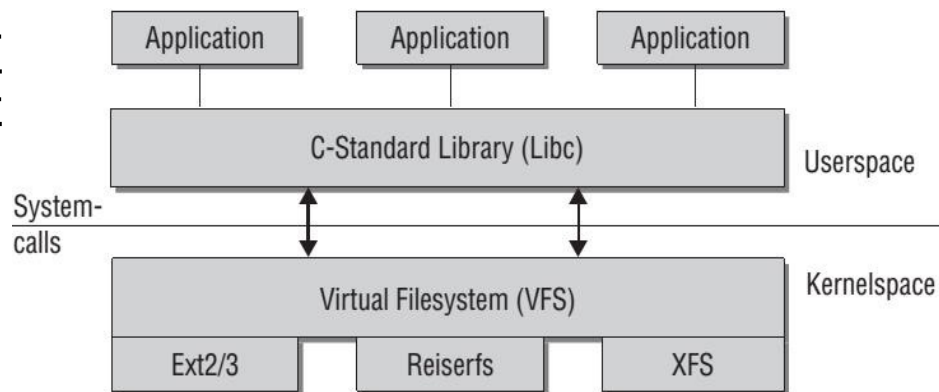 Application
Application
Application
C-Standard Library (Libc)
Userspace
System-
calls
Kernelspace
Virtual Filesystem (VFS)
Ext2/3
Reiserfs
XFS